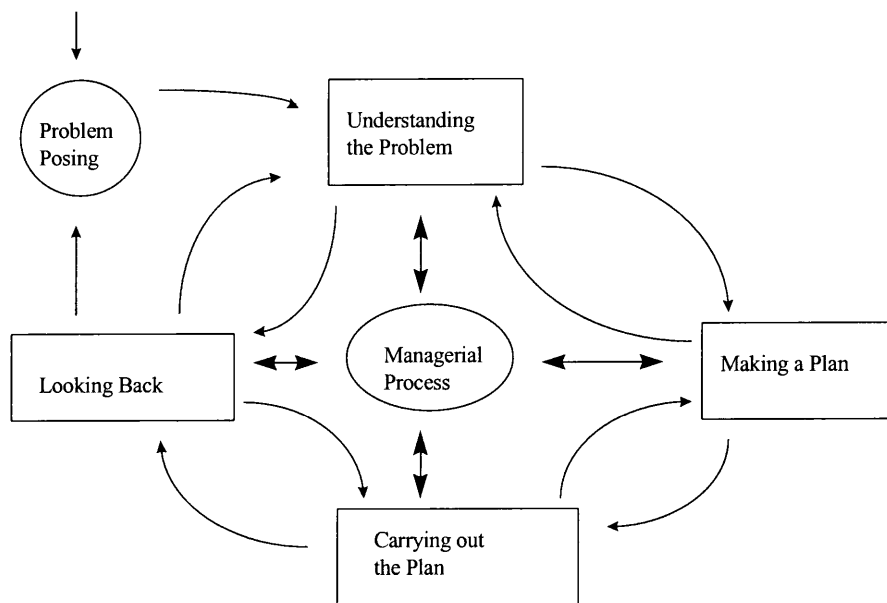 Problem
Posing
Understanding
the Problem
Managerial
Process
Looking Back
Making a Plan
Carrying out
the Plan